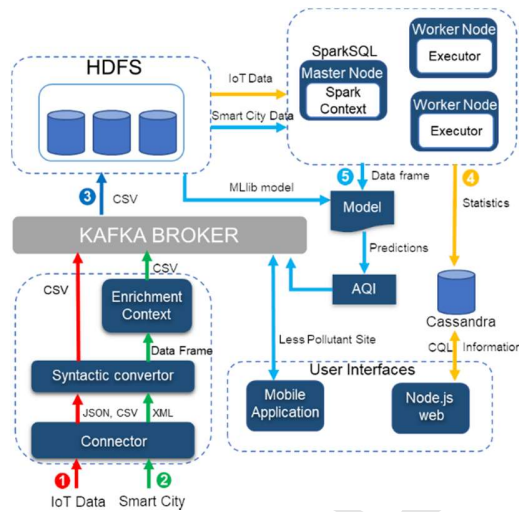 SparkSQL
Worker Node
Executor
HDFS
IoT Data
Master Node
Spark
Context
Smart City Data
Worker Node
Executor
3
CSV
MLlib model
5
Data frame
4
Statistics
Model
KAFKA BROKER
Predictions
CSV
CSV
Enrichment
Context
AQI
Cassandra
Data Frame
Less Pollutant Site
CQL
Information
User Interfaces
Syntactic convertor
Mobile
Application
Node.js
web
JSON, CSV
XML
Connector
1
2
IoT Data
Smart City